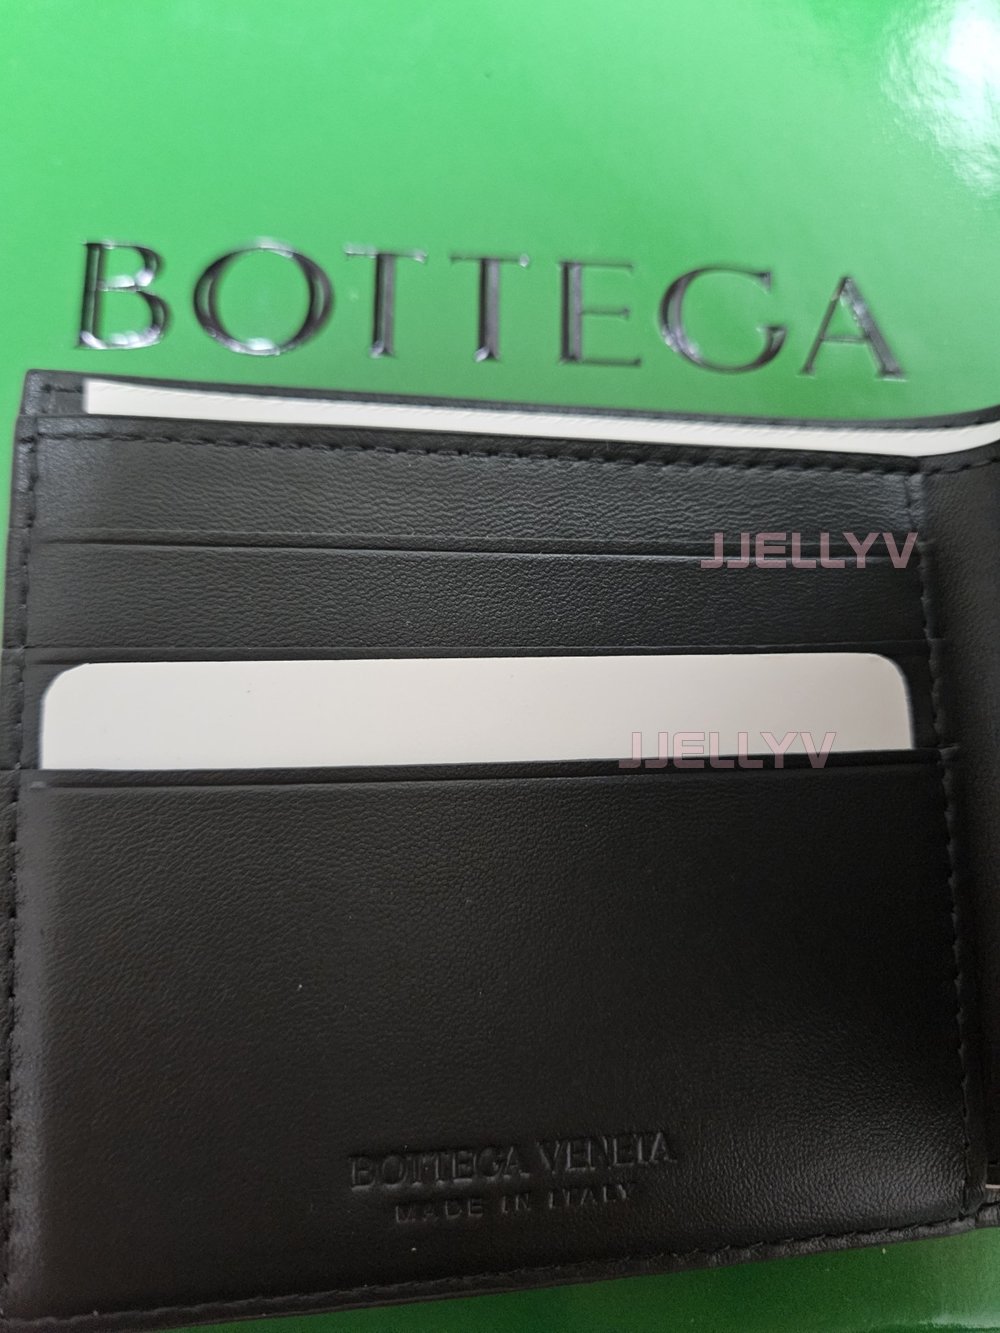 BOTTEGA
JJELLYV
JJELLYV
BOTTEGA VENETA
MADE IN ITALY